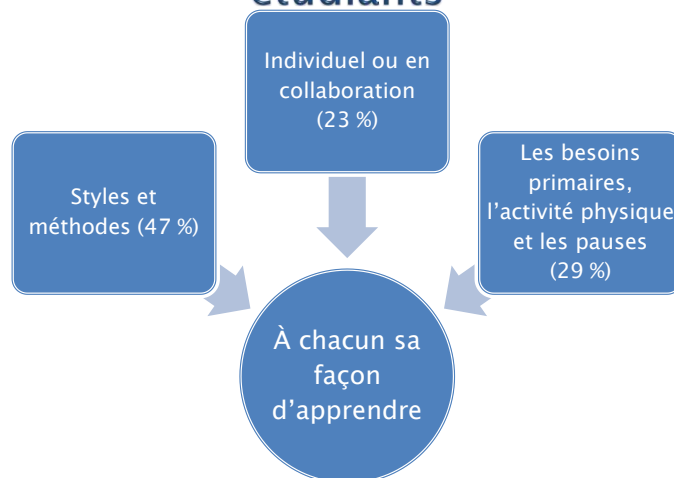 étudiants
Individuel ou en
collaboration
(23 %)
Styles et
méthodes (47 %)
Les besoins
primaires,
l’activité physique
et les pauses
(29 %)
À chacun sa
façon
d’apprendre